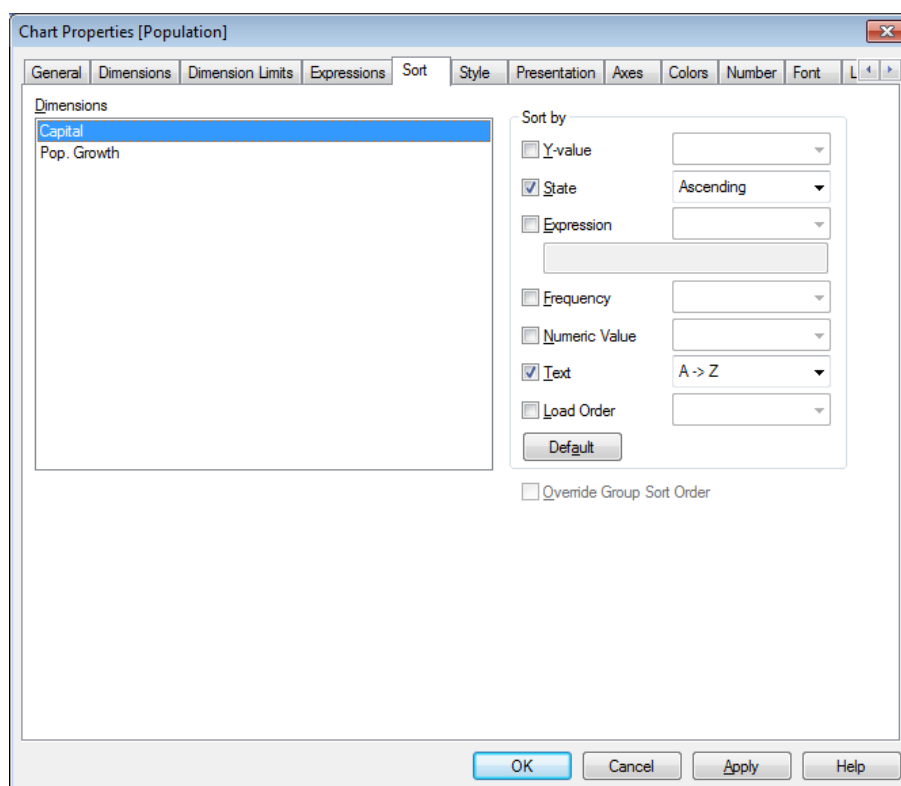 Chart Properties [Population]
General Dimensions Dimension Limits Expressions Sort Style Presentation Axes Colors Number Font L
Dimensions
Capital
Pop. Growth
Sort by
Y-value
State Ascending
Expression
Frequency
Numeric Value
Text A -> Z
Load Order
Default
Override Group Sort Order
OK Cancel Apply Help